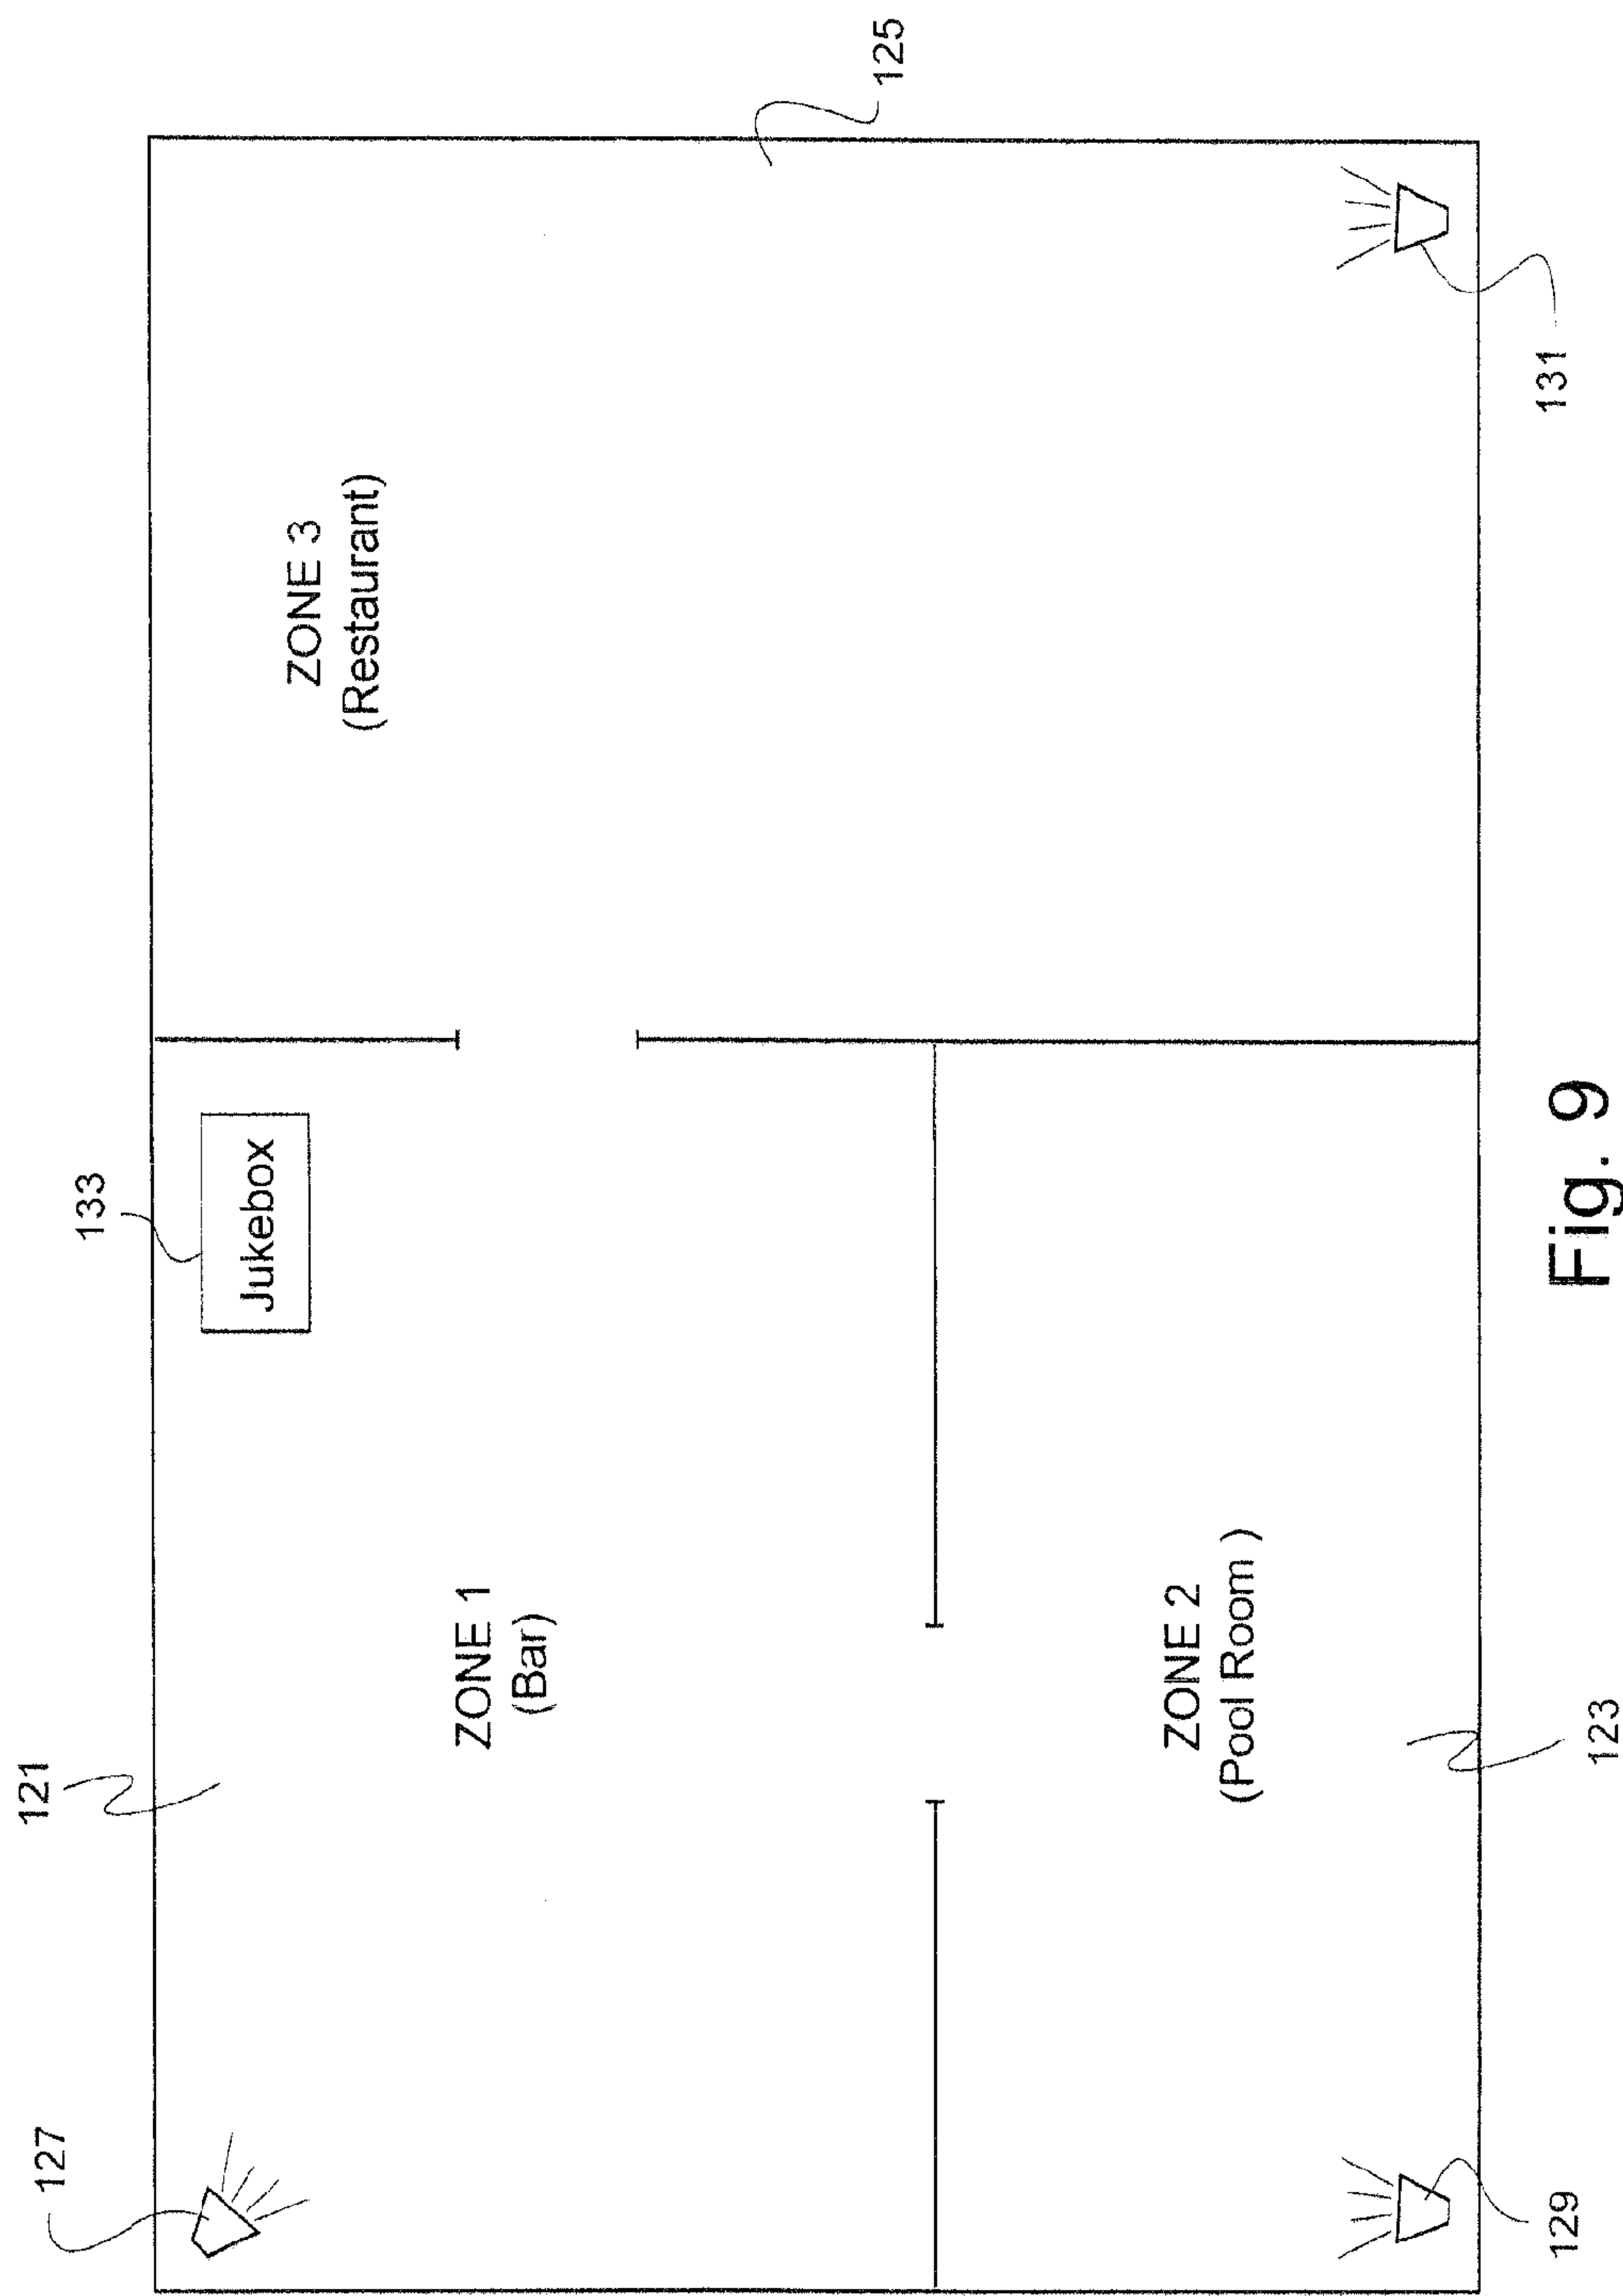 121
127
133
Jukebox
ZONE 1
(Bar)
ZONE 3
(Restaurant)
125
ZONE 2
(Pool Room )
129
123
131
Fig. 9